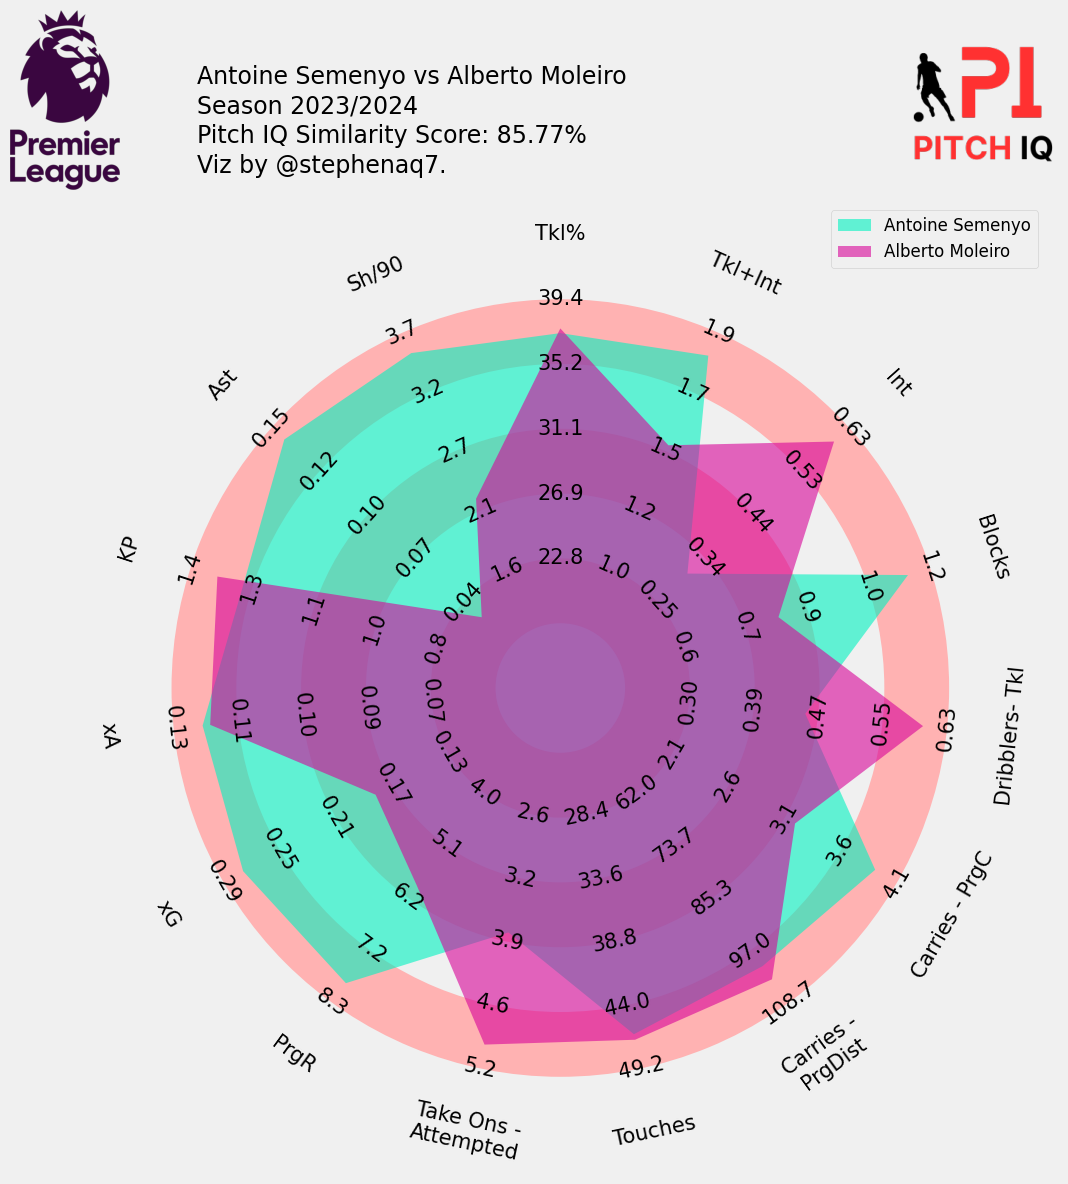 Premier
League
Antoine Semenyo vs Alberto Moleiro
Season 2023/2024
Pitch IQ Similarity Score: 85.77%
Viz by @stephenaq7.
PI
PITCH IQ
Antoine Semenyo
Alberto Moleiro
Tkl%
22.8
26.9
31.1
35.2
39.4
Tkl+Int
1.0
1.2
1.5
1.7
1.9
Int
0.25
0.34
0.44
0.53
0.63
Blocks
0.6
0.7
0.9
1.0
1.2
Dribblers- Tkl
0.30
0.39
0.47
0.55
0.63
Carries - PrgC
2.1
2.6
3.1
3.6
4.1
Carries -
PrgDist
62.0
73.7
85.3
97.0
108.7
Touches
28.4
33.6
38.8
44.0
49.2
Take Ons -
Attempted
2.6
3.2
3.9
4.6
5.2
PrgR
4.0
5.1
6.2
7.2
8.3
xG
0.13
0.17
0.21
0.25
0.29
xA
0.07
0.09
0.10
0.11
0.13
KP
0.8
1.0
1.1
1.3
1.4
Ast
0.04
0.07
0.10
0.12
0.15
Sh/90
1.6
2.1
2.7
3.2
3.7